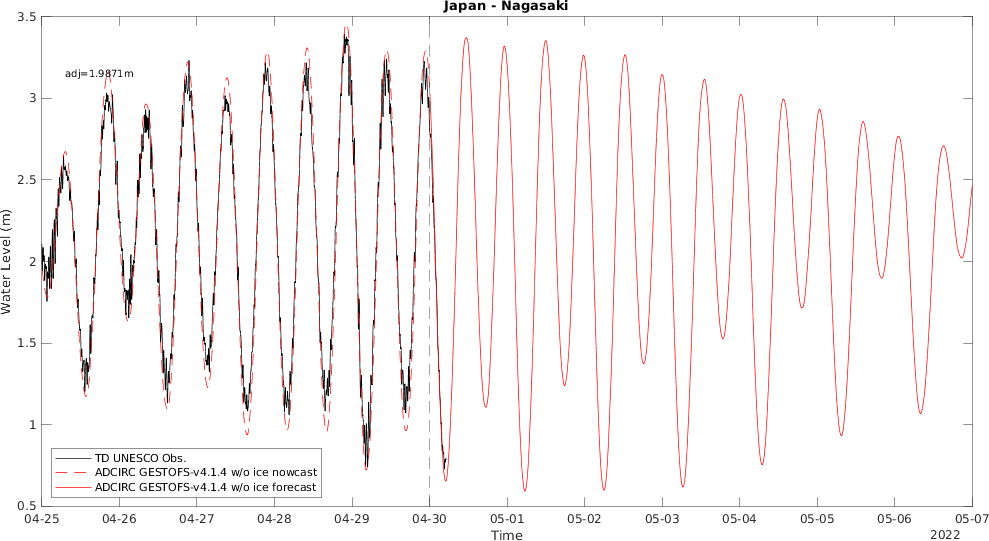 Japan - Nagasaki
3.5
adj=1.9871m
3
2.5
2
1.5
1
0.5
Water Level (m)
TD UNESCO Obs.
ADCIRC GESTOFS-v4.1.4 w/o ice nowcast
ADCIRC GESTOFS-v4.1.4 w/o ice forecast
04-25 04-26 04-27 04-28 04-29 04-30 05-01 05-02 05-03 05-04 05-05 05-06 05-07
Time
2022